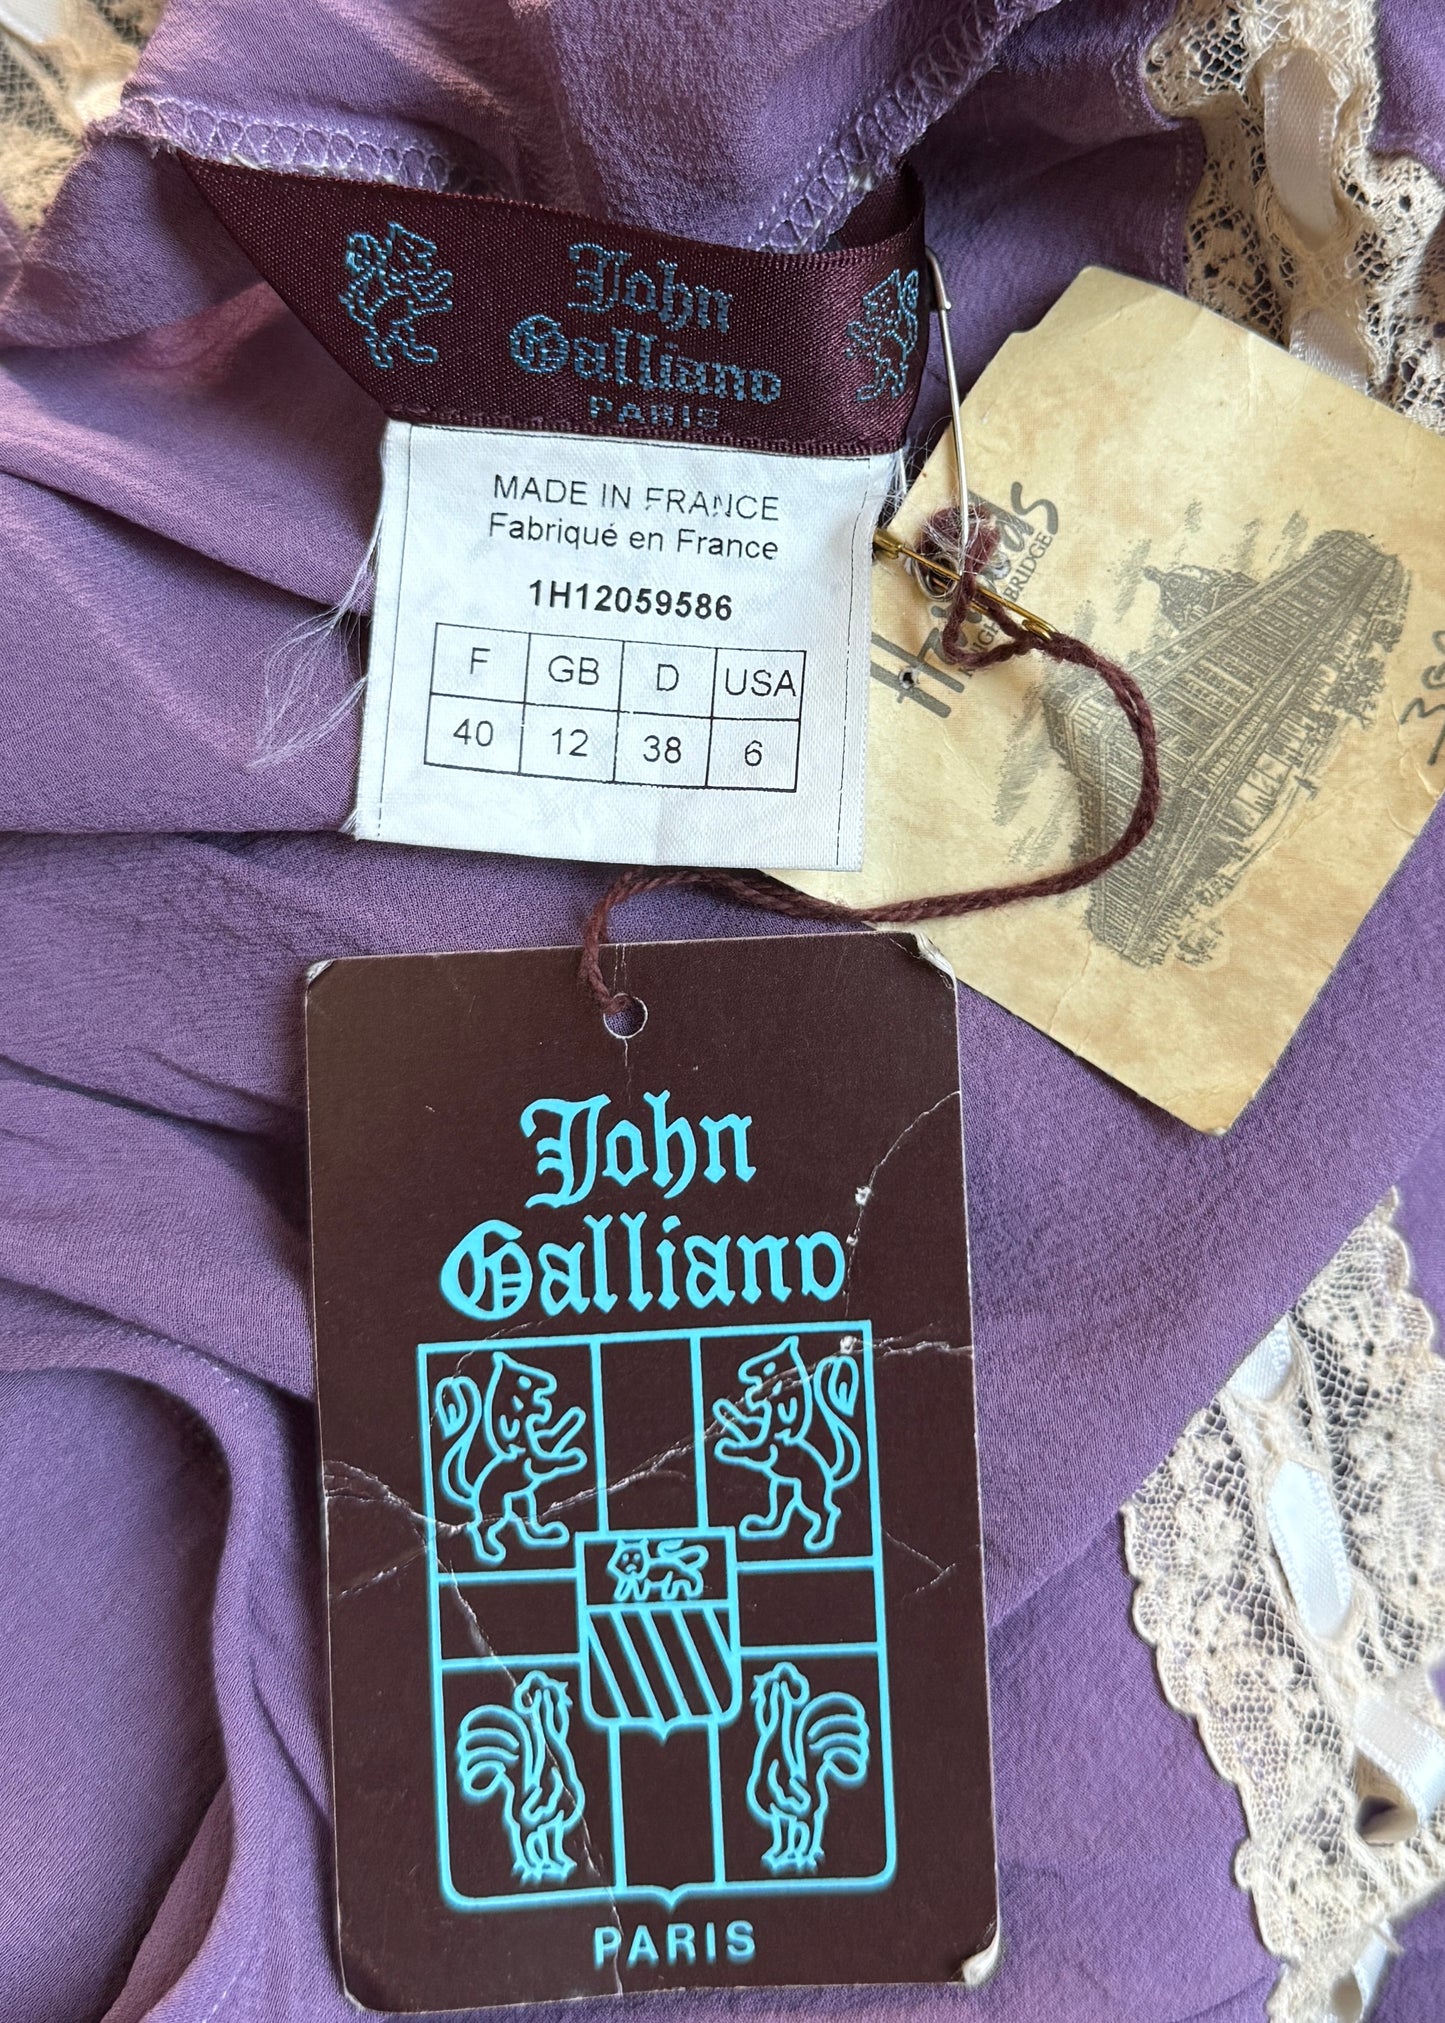 John
Galliano
PARIS
MADE IN FRANCE
Fabriqué en France
1H12059586
F GB D USA
40 12 38 6
John
Galliano
PARIS